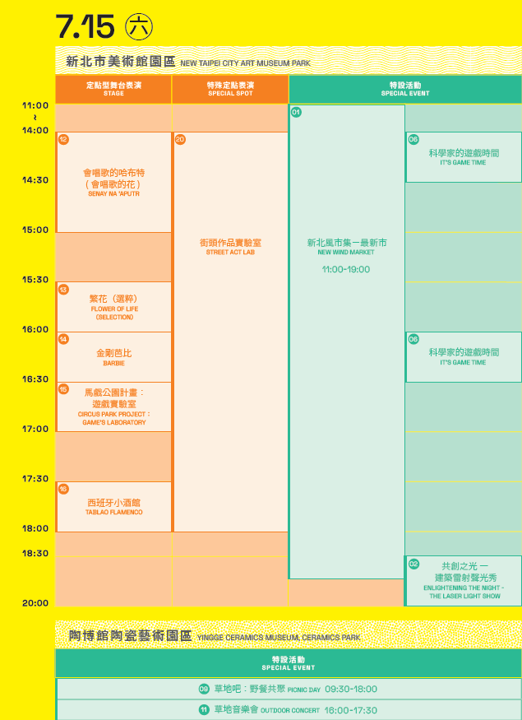 7.15 六
新北市美術館園區 NEW TAIPEI CITY ART MUSEUM PARK
定點型舞台表演
STAGE
特殊定點表演
SPECIAL SPOT
特設活動
SPECIAL EVENT
11:00
~
14:00
14:30
15:00
15:30
16:00
16:30
17:00
17:30
18:00
18:30
20:00
12
會唱歌的哈布特
(會唱歌的花)
SENAY NA 'APUTR
13
繁花（選粹）
FLOWER OF LIFE
(SELECTION)
14
金剛芭比
BARBIE
15
馬戲公園計畫：
遊戲實驗室
CIRCUS PARK PROJECT：
GAME'S LABORATORY
16
西班牙小酒館
TABLAO FLAMENCO
20
街頭作品實驗室
STREET ACT LAB
01
新北風市集—最新市
NEW WIND MARKET
11:00-19:00
06
科學家的遊戲時間
IT'S GAME TIME
06
科學家的遊戲時間
IT'S GAME TIME
02
共創之光 —
建築雷射聲光秀
ENLIGHTENING THE NIGHT -
THE LASER LIGHT SHOW
陶博館陶瓷藝術園區 YINGGE CERAMICS MUSEUM, CERAMICS PARK
特設活動
SPECIAL EVENT
09 草地吧：野餐共聚 PICNIC DAY 09:30-18:00
11 草地音樂會 OUTDOOR CONCERT 16:00-17:30